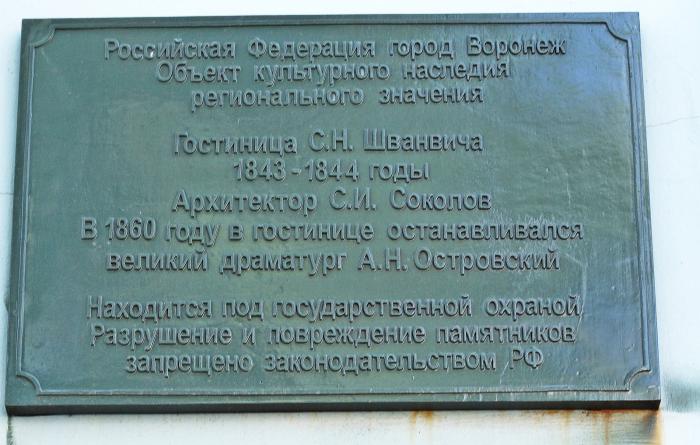 Российская Федерация город Воронеж
Объект культурного наследия
регионального значения
Гостиница С.Н. Шванвича
1843-1844 годы
Архитектор С.И. Соколов
В 1860 году в гостинице останавливался
великий драматург А.Н. Островский
Находится под государственной охраной
Разрушение и повреждение памятников
запрещено законодательством РФ